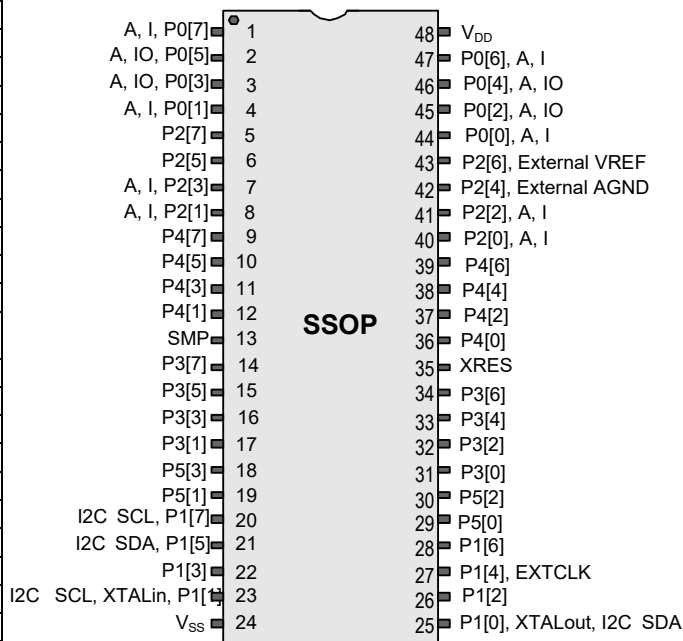 A, I, P0[7] 1 48 VDD
A, IO, P0[5] 2 47 P0[6], A, I
A, IO, P0[3] 3 46 P0[4], A, IO
A, I, P0[1] 4 45 P0[2], A, IO
P2[7] 5 44 P0[0], A, I
P2[5] 6 43 P2[6], External VREF
A, I, P2[3] 7 42 P2[4], External AGND
A, I, P2[1] 8 41 P2[2], A, I
P4[7] 9 40 P2[0], A, I
P4[5] 10 39 P4[6]
P4[3] 11 38 P4[4]
P4[1] 12 SSOP 37 P4[2]
SMP 13 36 P4[0]
P3[7] 14 35 XRES
P3[5] 15 34 P3[6]
P3[3] 16 33 P3[4]
P3[1] 17 32 P3[2]
P5[3] 18 31 P3[0]
P5[1] 19 30 P5[2]
I2C SCL, P1[7] 20 29 P5[0]
I2C SDA, P1[5] 21 28 P1[6]
P1[3] 22 27 P1[4], EXTCLK
I2C SCL, XTALin, P1[1] 23 26 P1[2]
VSS 24 25 P1[0], XTALout, I2C SDA